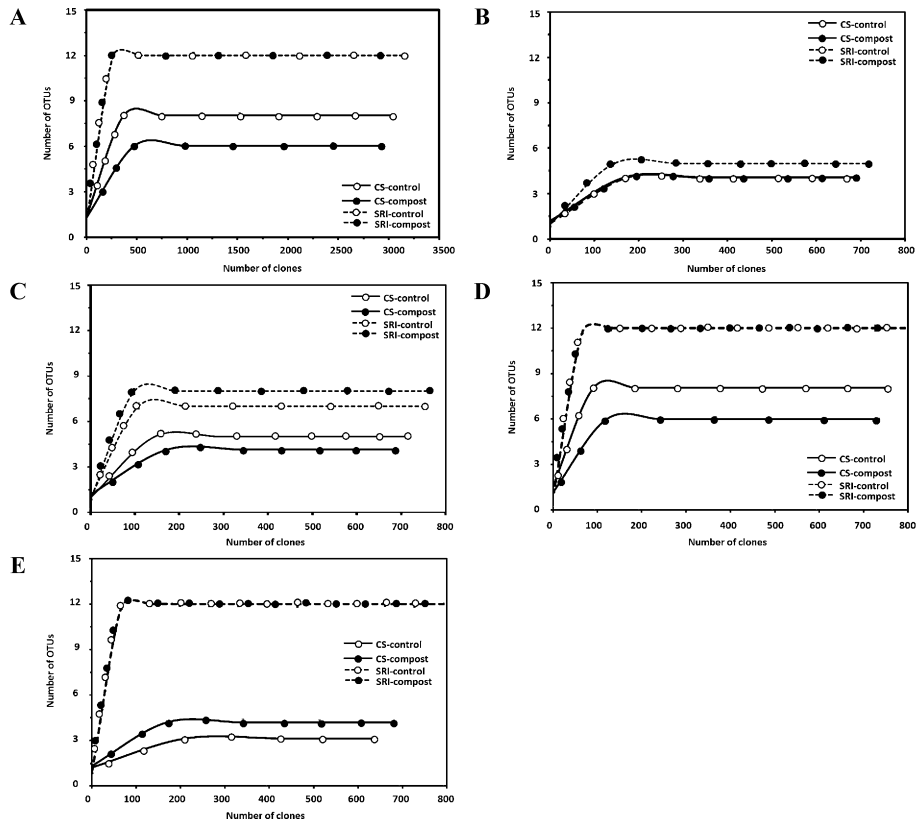 A
15
12
9
6
3
0
Number of OTUs
0 500 1000 1500 2000 2500 3000 3500
Number of clones
CS-control
CS-compost
SRI-control
SRI-compost
B
15
12
9
6
3
0
Number of OTUs
0 100 200 300 400 500 600 700 800
Number of clones
CS-control
CS-compost
SRI-control
SRI-compost
C
15
12
9
6
3
0
Number of OTUs
0 100 200 300 400 500 600 700 800
Number of clones
CS-control
CS-compost
SRI-control
SRI-compost
D
15
12
9
6
3
0
Number of OTUs
0 100 200 300 400 500 600 700 800
Number of clones
CS-control
CS-compost
SRI-control
SRI-compost
E
15
12
9
6
3
0
Number of OTUs
0 100 200 300 400 500 600 700 800
Number of clones
CS-control
CS-compost
SRI-control
SRI-compost